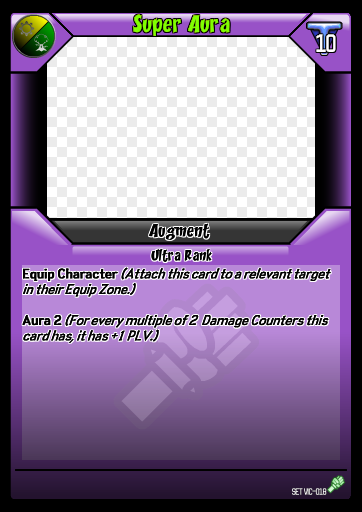 Super Aura
10
Augment
Ultra Rank
Equip Character (Attach this card to a relevant target
in their Equip Zone.)
Aura 2 (For every multiple of 2 Damage Counters this
card has, it has +1 PLV.)
SET VIC-018